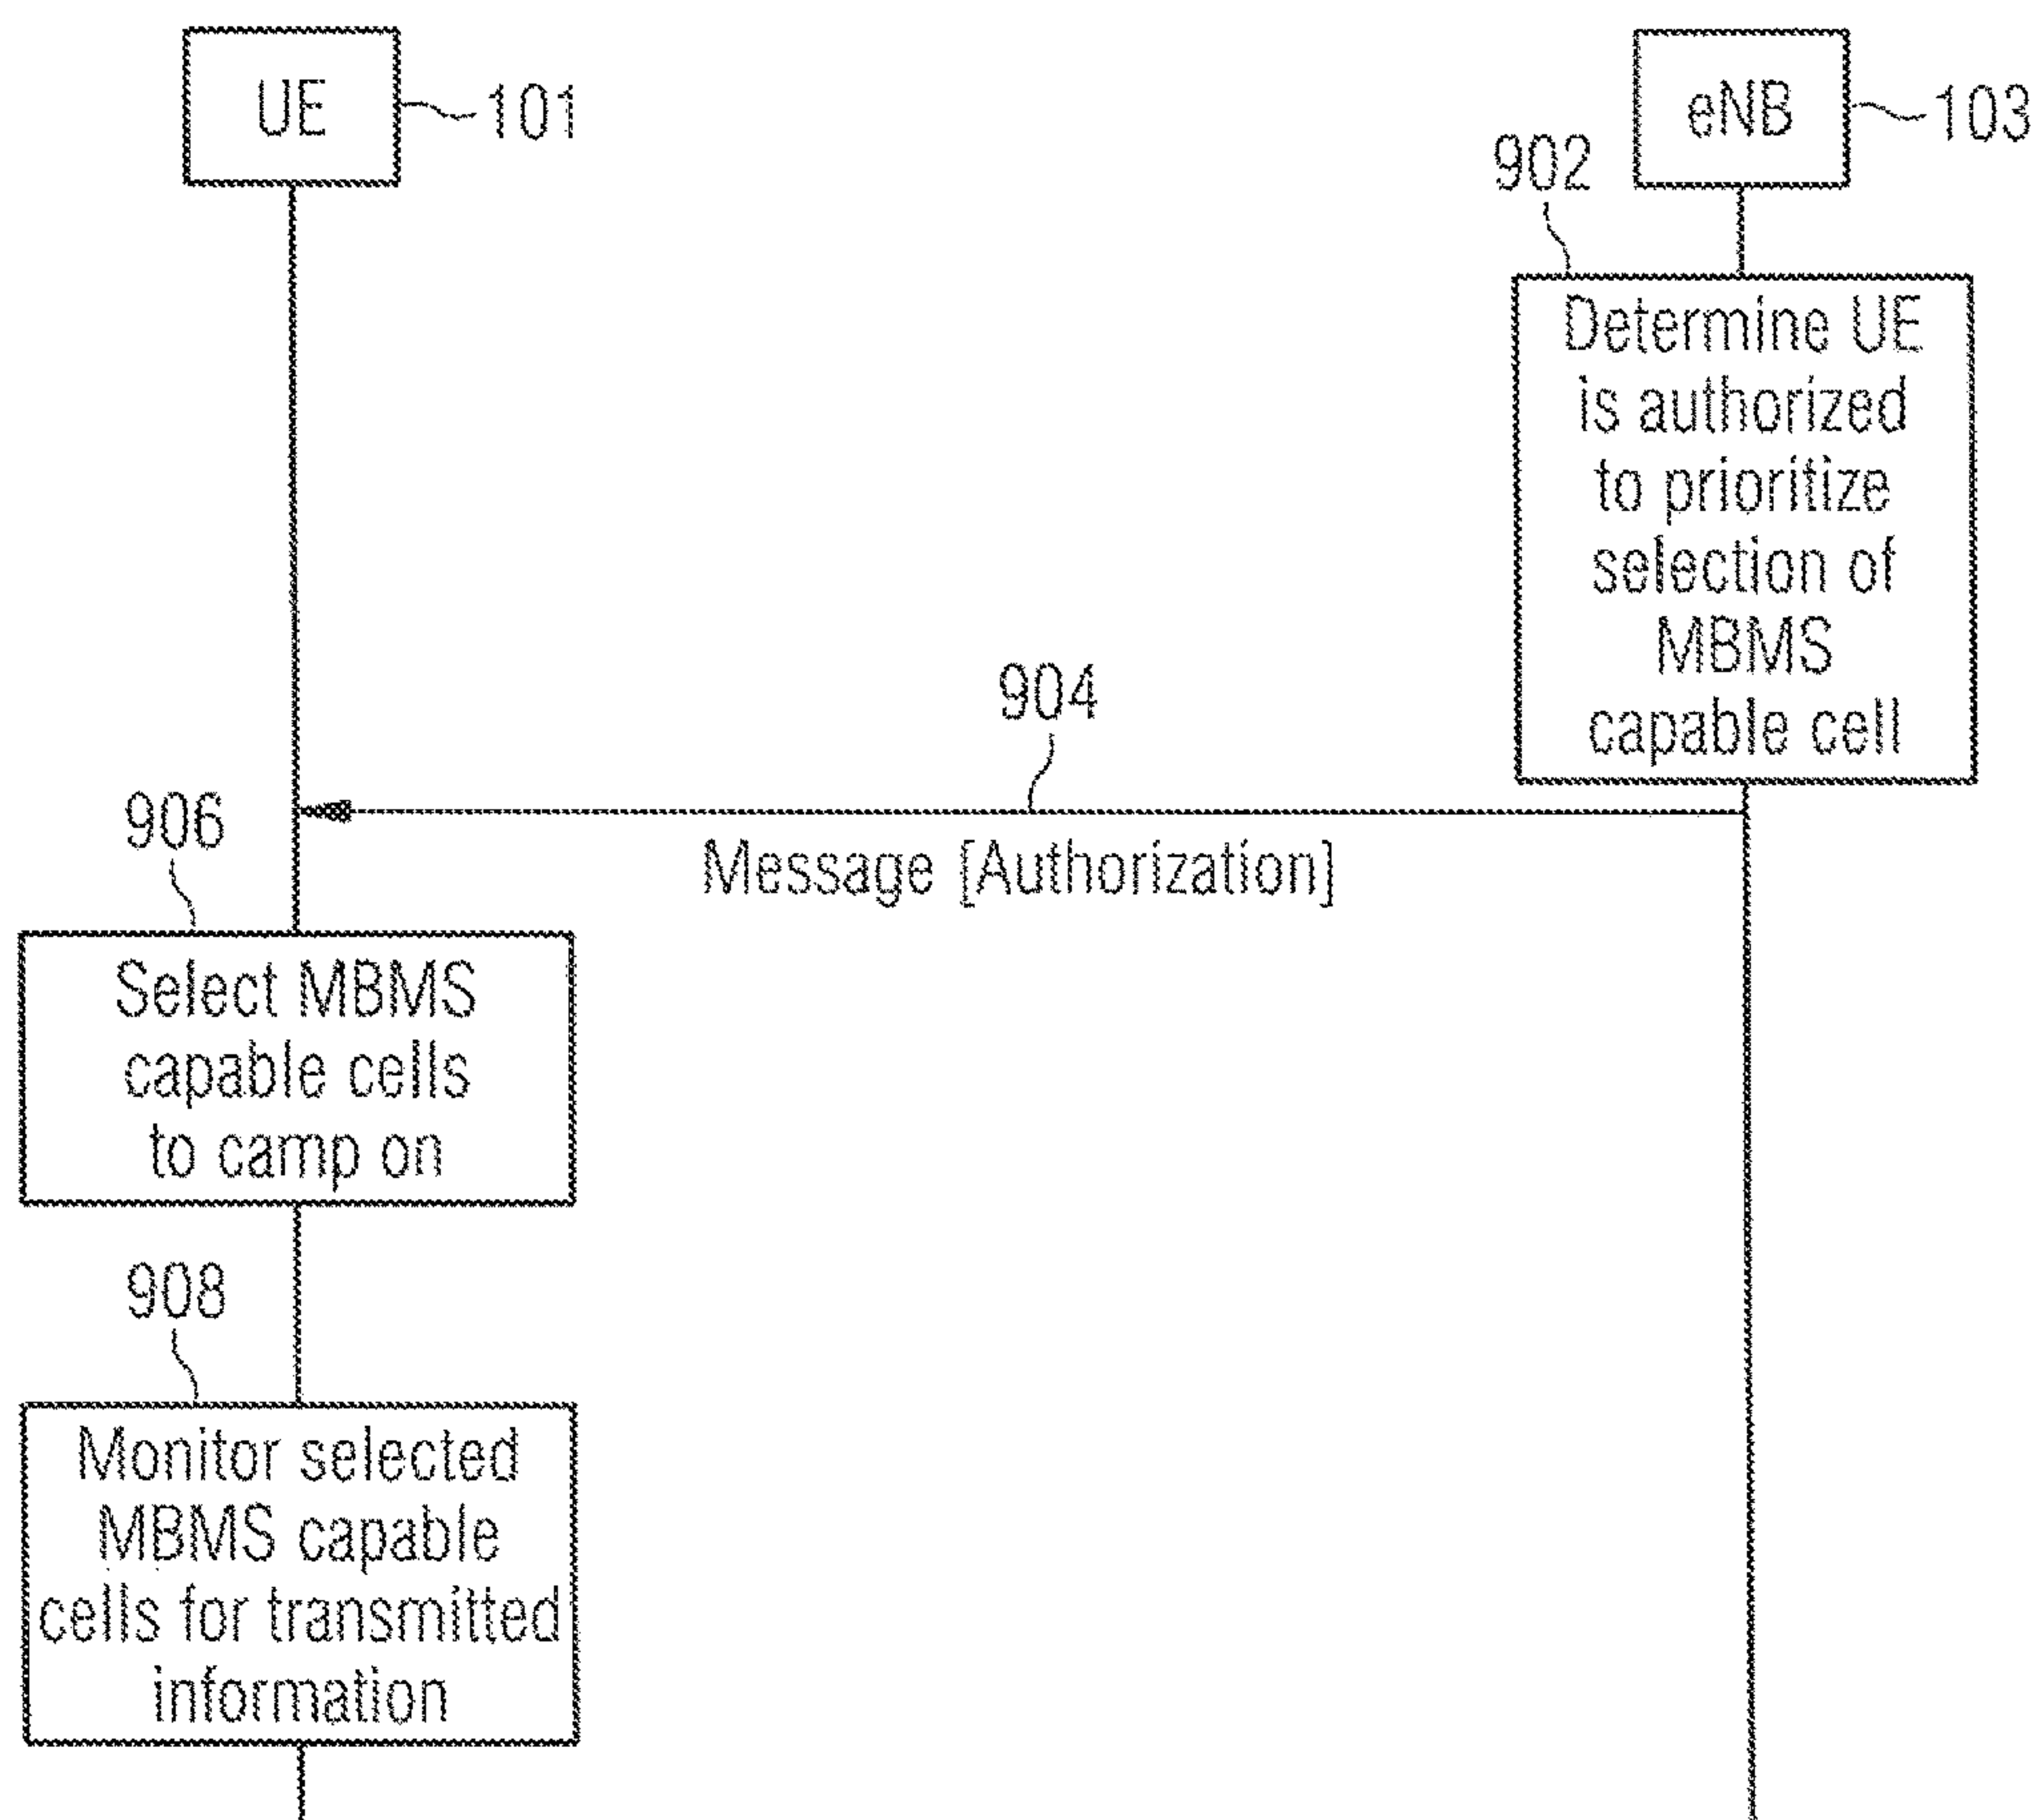 UE
101
eNB
103
902
Determine UE
is authorized
to prioritize
selection of
MBMS
capable cell
904
Message [Authorization]
906
Select MBMS
capable cells
to camp on
908
Monitor selected
MBMS capable
cells for transmitted
information